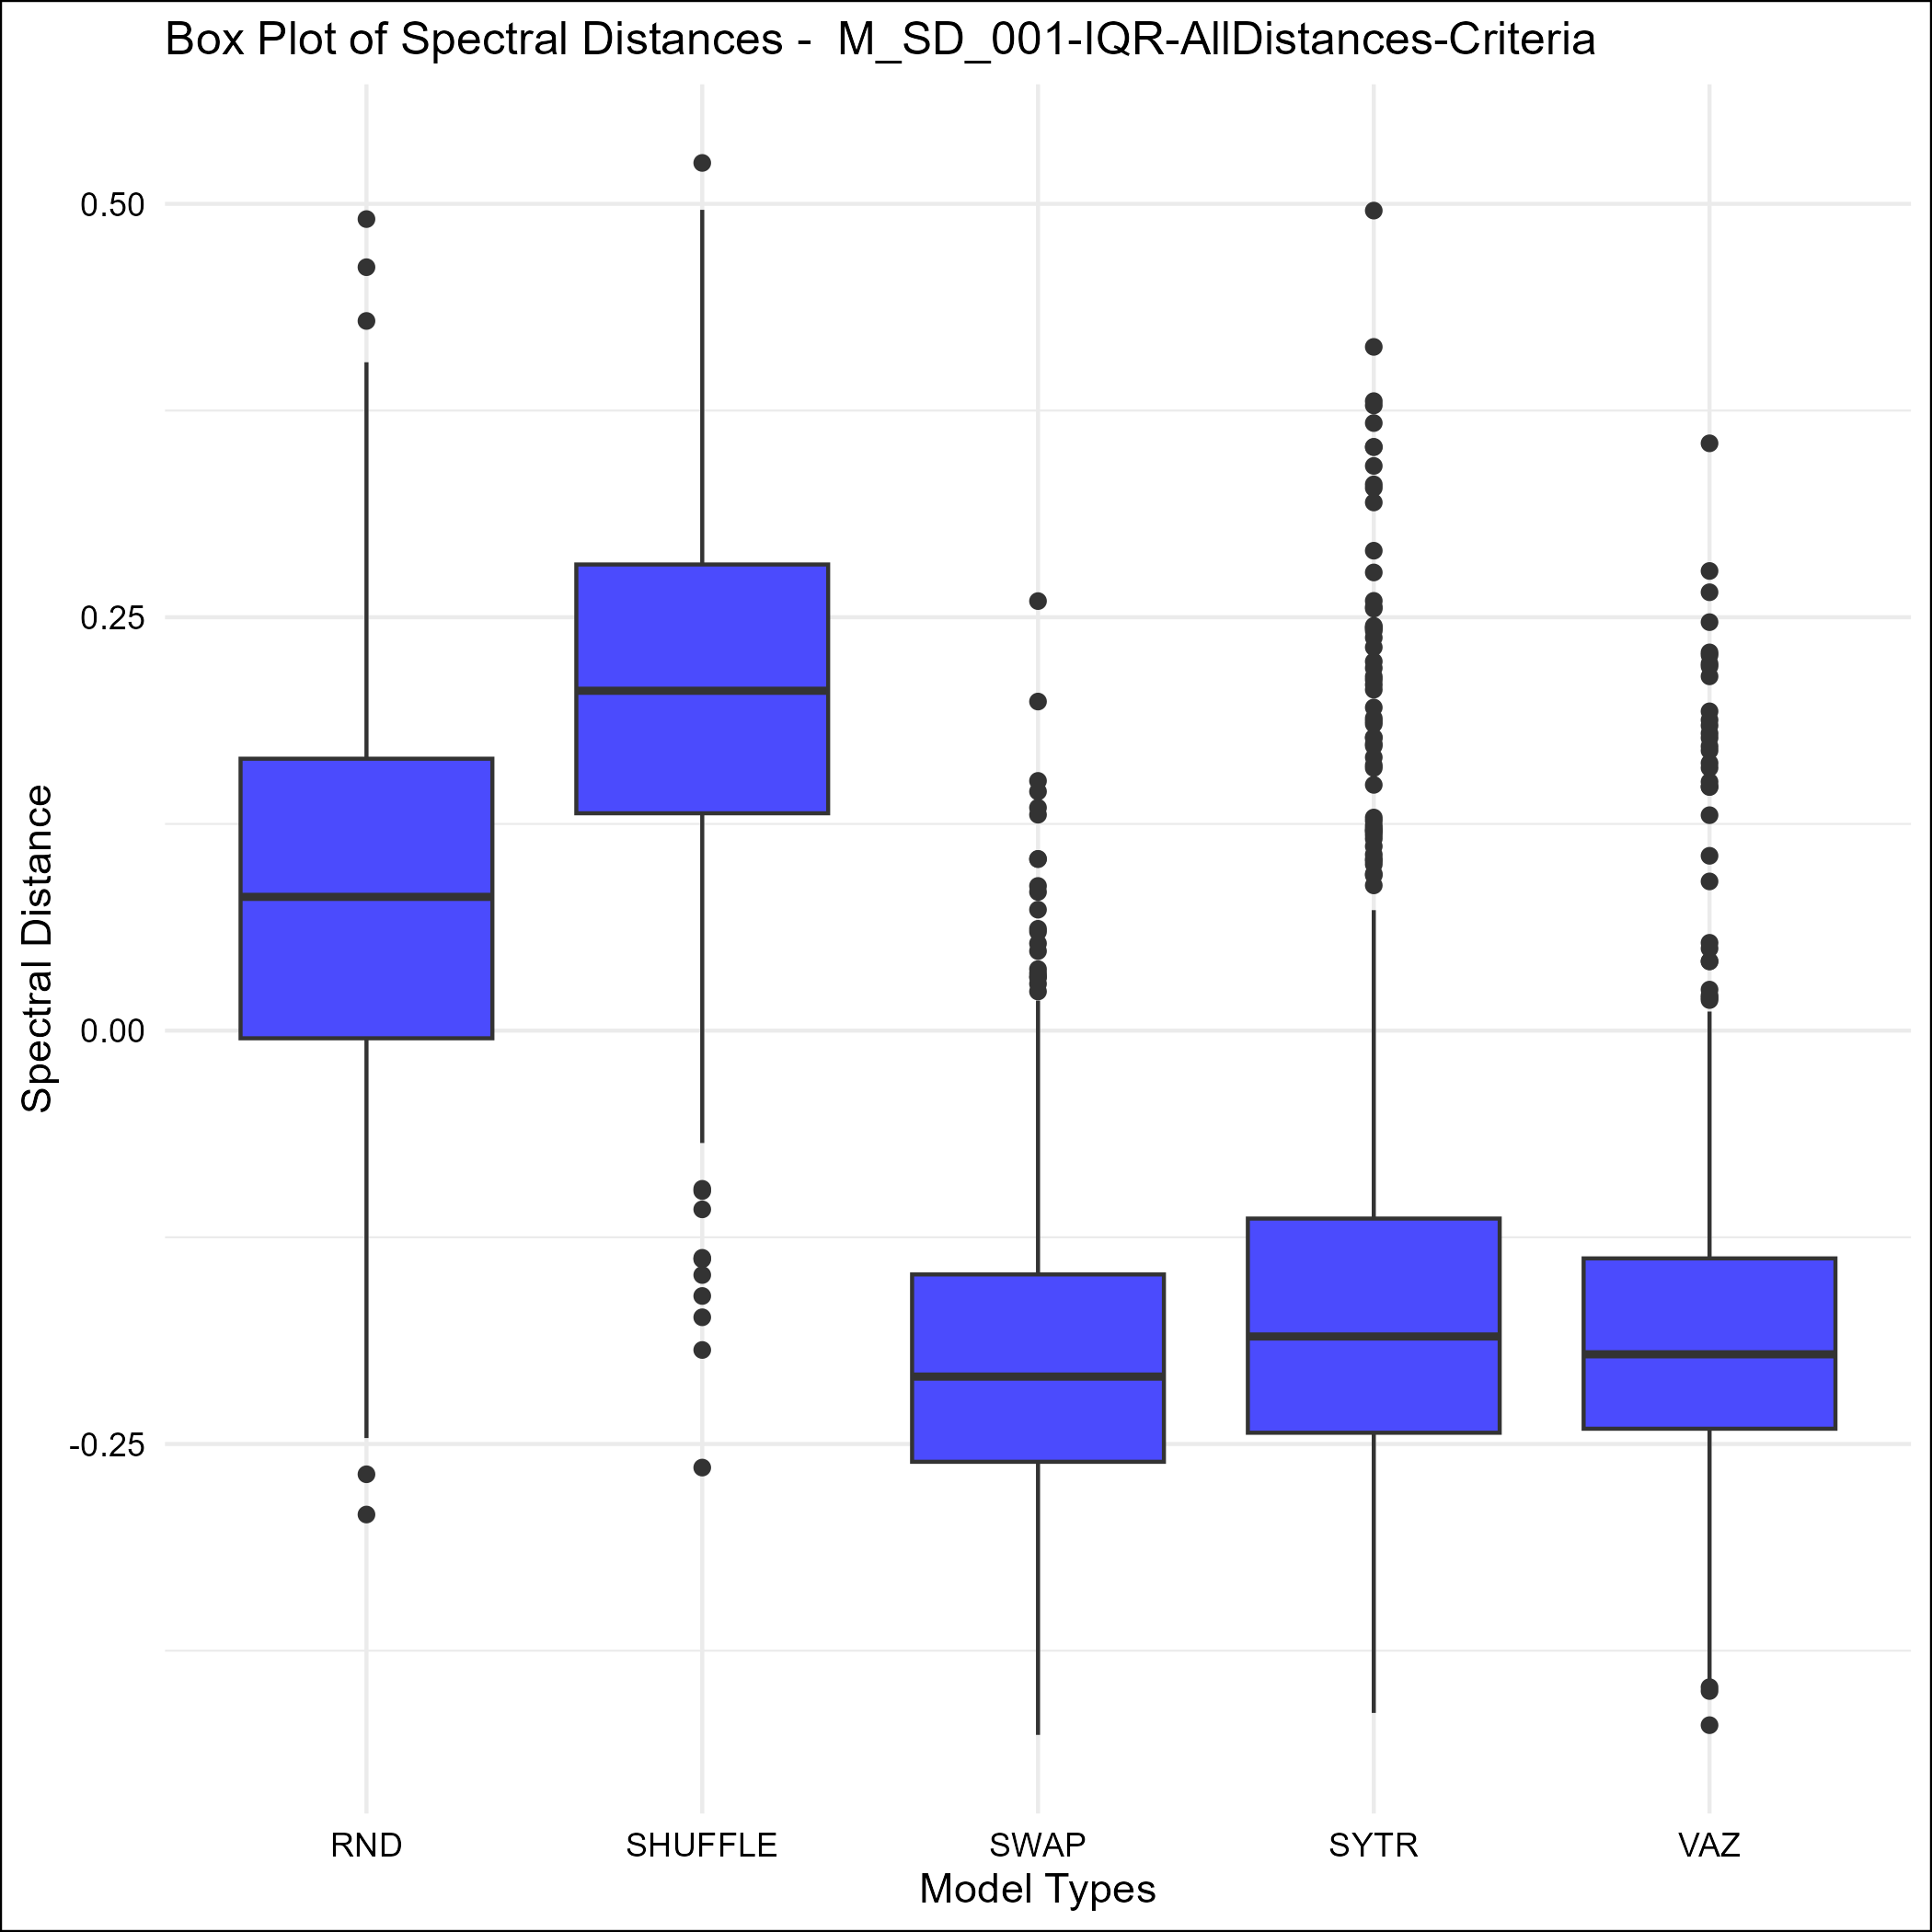 Box Plot of Spectral Distances -  M_SD_001-IQR-AllDistances-Criteria
Spectral Distance
0.50
0.25
0.00
-0.25
RND SHUFFLE SWAP SYTR VAZ
Model Types